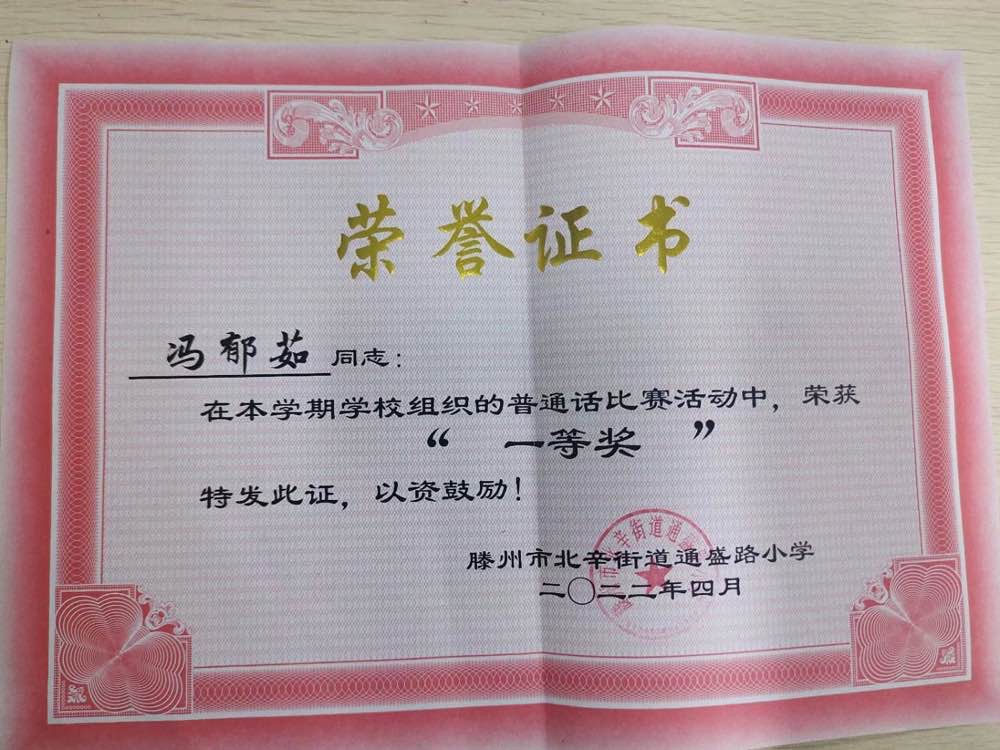 荣誉证书
冯郁茹 同志：
在本学期学校组织的普通话比赛活动中，荣获
“ 一等奖 ”
特发此证，以资鼓励！
滕州市北辛街道通盛路小学
二〇二二年四月